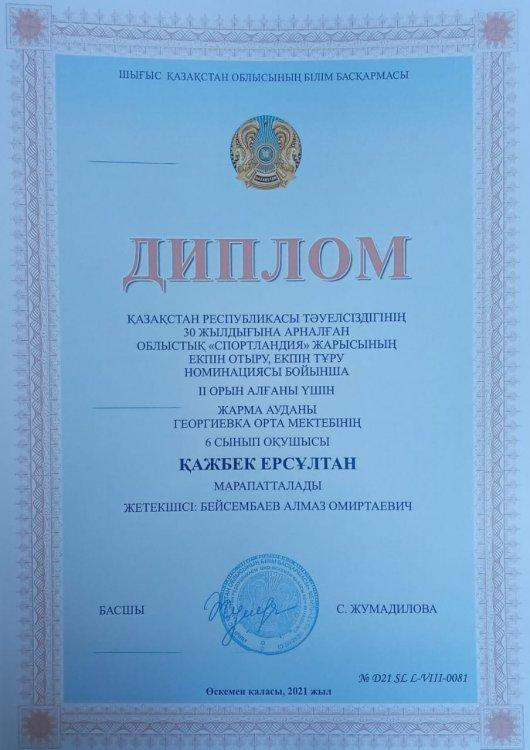 ШЫҒЫС ҚАЗАҚСТАН ОБЛЫСЫНЫҢ БІЛІМ БАСҚАРМАСЫ
ДИПЛОМ
ҚАЗАҚСТАН РЕСПУБЛИКАСЫ ТӘУЕЛСІЗДІГІНІҢ
30 ЖЫЛДЫҒЫНА АРНАЛҒАН
ОБЛЫСТЫҚ «СПОРТЛАНДИЯ» ЖАРЫСЫНЫҢ
ЕКПІН ОТЫРУ, ЕКПІН ТҰРУ
НОМИНАЦИЯСЫ БОЙЫНША
ІІ ОРЫН АЛҒАНЫ ҮШІН
ЖАРМА АУДАНЫ
ГЕОРГИЕВКА ОРТА МЕКТЕБІНІҢ
6 СЫНЫП ОҚУШЫСЫ
ҚАЖБЕК ЕРСҰЛТАН
МАРАПАТТАЛАДЫ
ЖЕТЕКШІСІ: БЕЙСЕМБАЕВ АЛМАЗ ОМИРТАЕВИЧ
БАСШЫ С. ЖУМАДИЛОВА
№ D21 SL L-VIII-0081
Өскемен қаласы, 2021 жыл